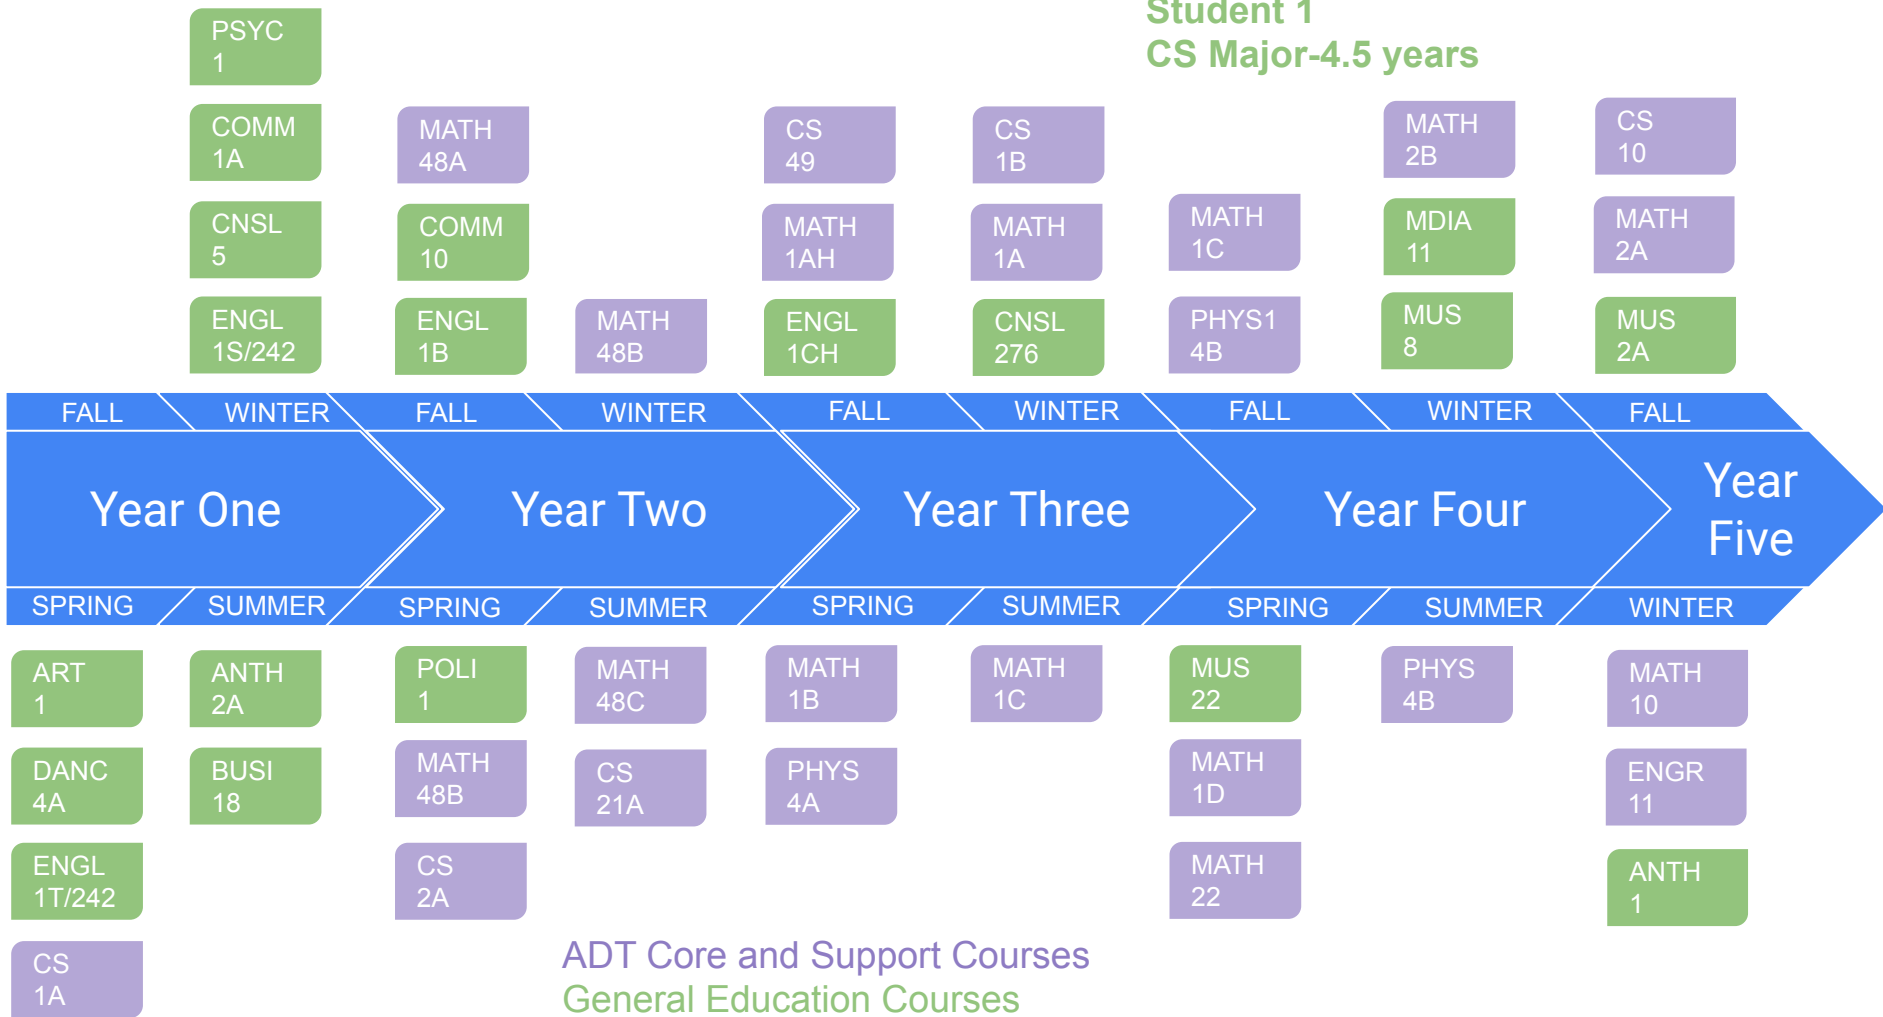 Student 1
CS Major-4.5 years
PSYC
1
COMM
1A
CNSL
5
ENGL
1S/242
MATH
48A
COMM
10
ENGL
1B
MATH
48B
CS
49
MATH
1AH
ENGL
1CH
CS
1B
MATH
1A
CNSL
276
MATH
1C
PHYS1
4B
MATH
2B
MDIA
11
MUS
8
CS
10
MATH
2A
MUS
2A
FALL
WINTER
FALL
WINTER
FALL
WINTER
FALL
WINTER
FALL
Year One
Year Two
Year Three
Year Four
Year
Five
SPRING
SUMMER
SPRING
SUMMER
SPRING
SUMMER
SPRING
SUMMER
WINTER
ART
1
DANC
4A
ENGL
1T/242
CS
1A
ANTH
2A
BUSI
18
POLI
1
MATH
48B
CS
2A
MATH
48C
CS
21A
MATH
1B
PHYS
4A
MATH
1C
MUS
22
MATH
1D
MATH
22
PHYS
4B
MATH
10
ENGR
11
ANTH
1
ADT Core and Support Courses
General Education Courses